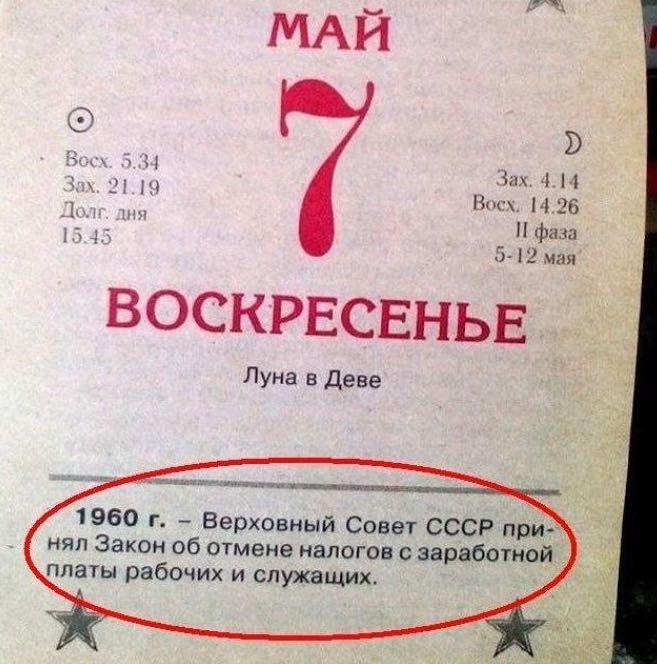 МАЙ
7
Восх. 5.34
Зах. 21.19
Долг. дня
15.45
Зах. 4.14
Восх. 14.26
II фаза
5-12 мая
ВОСКРЕСЕНЬЕ
Луна в Деве
1960 г. – Верховный Совет СССР при-
нял Закон об отмене налогов с заработной
платы рабочих и служащих.